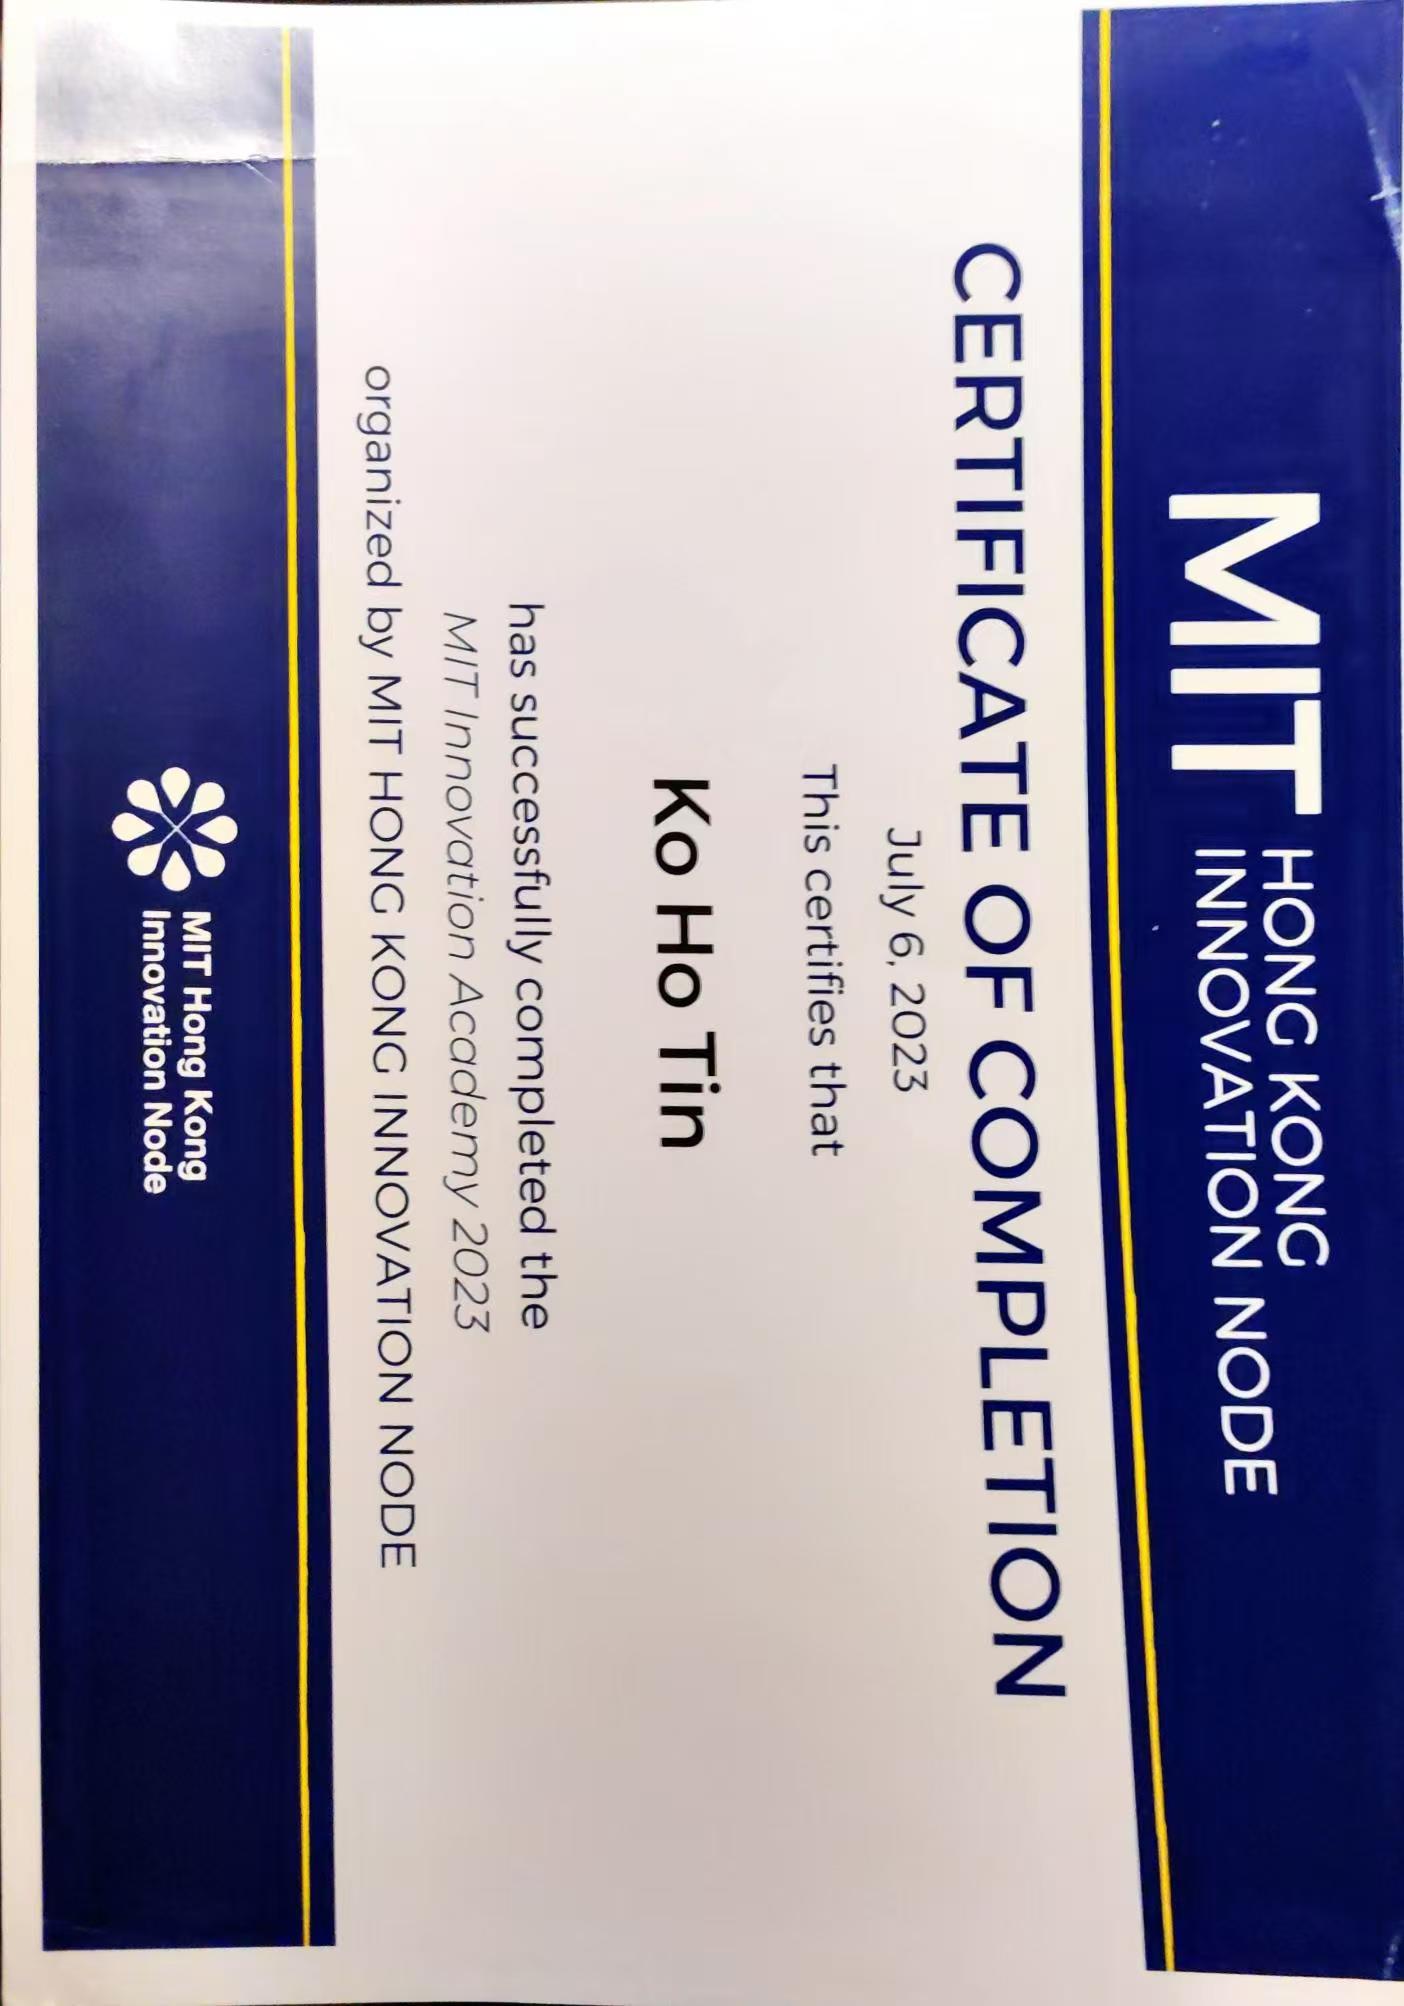 MIT HONG KONG
INNOVATION NODE
CERTIFICATE OF COMPLETION
July 6, 2023
This certifies that
Ko Ho Tin
has successfully completed the
MIT Innovation Academy 2023
organized by MIT HONG KONG INNOVATION NODE
MIT Hong Kong
Innovation Node